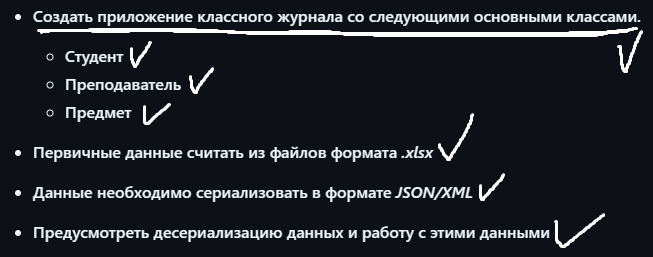 Создать приложение классного журнала со следующими основными классами.
Студент
Преподаватель
Предмет
Первичные данные считать из файлов формата .xlsx
Данные необходимо сериализовать в формате JSON/XML
Предусмотреть десериализацию данных и работу с этими данными